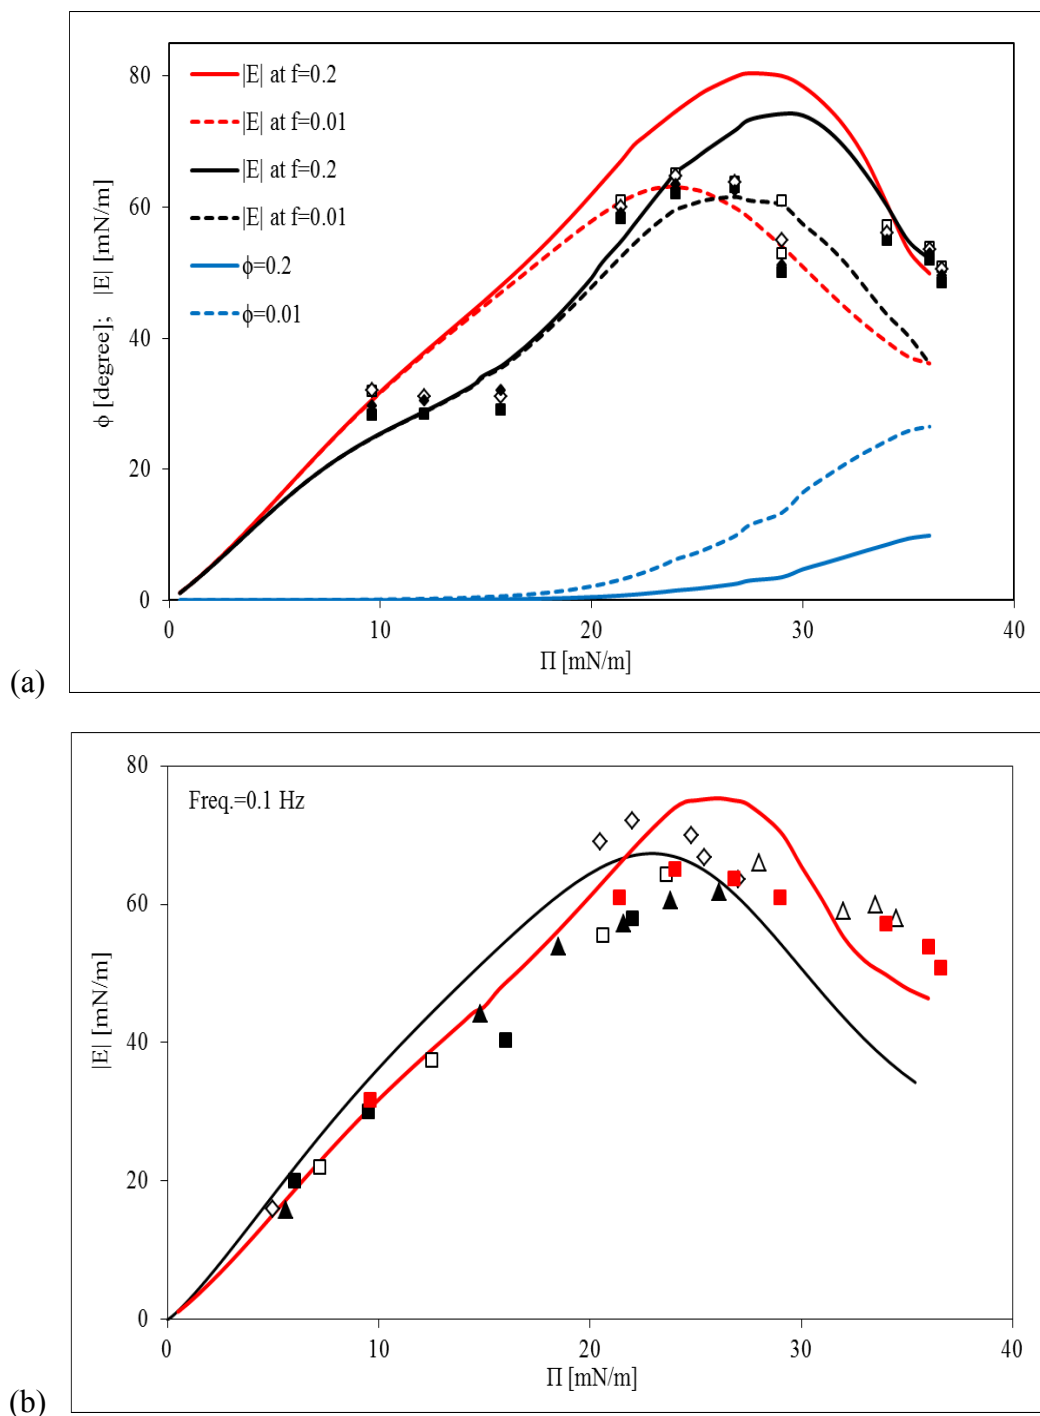 80
60
40
20
0
0
10
20
30
40
ϕ [degree]; |E| [mN/m]
Π [mN/m]
|E| at f=0.2
|E| at f=0.01
|E| at f=0.2
|E| at f=0.01
ϕ=0.2
ϕ=0.01
(a)
80
60
40
20
0
0
10
20
30
40
Freq.=0.1 Hz
|E| [mN/m]
Π [mN/m]
(b)